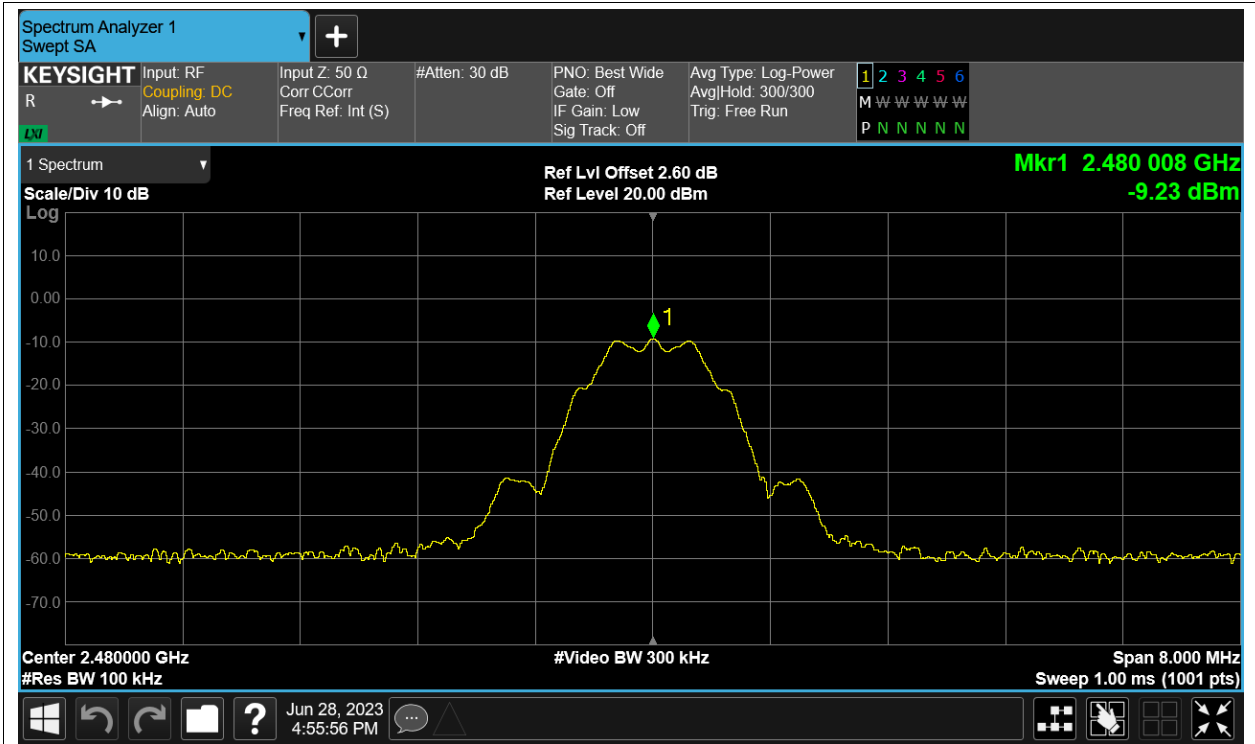 Spectrum Analyzer 1
Swept SA
KEYSIGHT
R
LXI
Input: RF
Coupling: DC
Align: Auto
Input Z: 50 Ω
Corr CCorr
Freq Ref: Int (S)
#Atten: 30 dB
PNO: Best Wide
Gate: Off
IF Gain: Low
Sig Track: Off
Avg Type: Log-Power
Avg|Hold: 300/300
Trig: Free Run
1 2 3 4 5 6
M W W W W W
P N N N N N
1 Spectrum
Scale/Div 10 dB
Log
Ref Lvl Offset 2.60 dB
Ref Level 20.00 dBm
Mkr1 2.480 008 GHz
-9.23 dBm
10.0
0.00
1
-10.0
-20.0
-30.0
-40.0
-50.0
-60.0
-70.0
Center 2.480000 GHz
#Video BW 300 kHz
Span 8.000 MHz
#Res BW 100 kHz
Sweep 1.00 ms (1001 pts)
?
Jun 28, 2023
4:55:56 PM